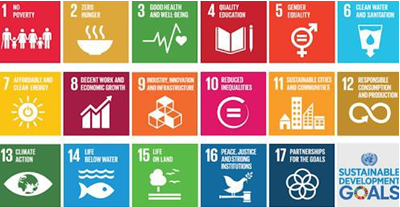 1 NO POVERTY
2 ZERO HUNGER
3 GOOD HEALTH AND WELL-BEING
4 QUALITY EDUCATION
5 GENDER EQUALITY
6 CLEAN WATER AND SANITATION
7 AFFORDABLE AND CLEAN ENERGY
8 DECENT WORK AND ECONOMIC GROWTH
9 INDUSTRY, INNOVATION AND INFRASTRUCTURE
10 REDUCED INEQUALITIES
11 SUSTAINABLE CITIES AND COMMUNITIES
12 RESPONSIBLE CONSUMPTION AND PRODUCTION
13 CLIMATE ACTION
14 LIFE BELOW WATER
15 LIFE ON LAND
16 PEACE, JUSTICE AND STRONG INSTITUTIONS
17 PARTNERSHIPS FOR THE GOALS
SUSTAINABLE
DEVELOPMENT
GOALS